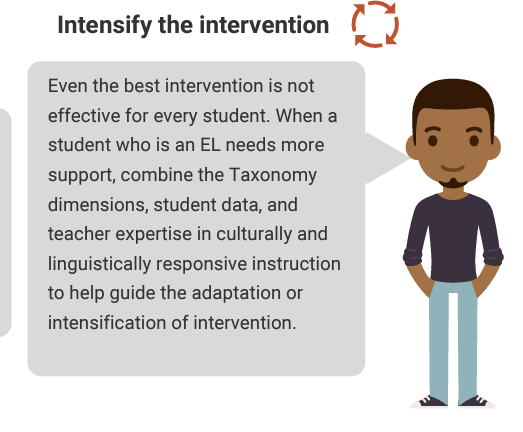 Intensify the intervention
Even the best intervention is not
effective for every student. When a
student who is an EL needs more
support, combine the Taxonomy
dimensions, student data, and
teacher expertise in culturally and
linguistically responsive instruction
to help guide the adaptation or
intensification of intervention.